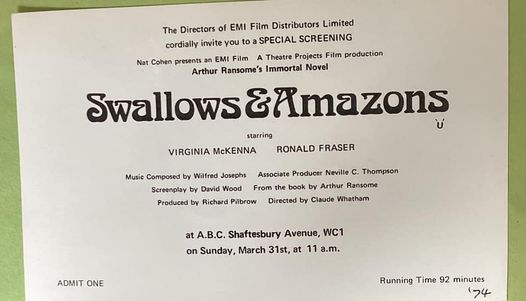 The Directors of EMI Film Distributors Limited
cordially invite you to a SPECIAL SCREENING
Nat Cohen presents an EMI Film A Theatre Projects Film production
Arthur Ransome's Immortal Novel
Swallows & Amazons
'U'
starring
VIRGINIA McKENNA RONALD FRASER
Music Composed by Wilfred Josephs Associate Producer Neville C. Thompson
Screenplay by David Wood From the book by Arthur Ransome
Produced by Richard Pilbrow Directed by Claude Whatham
at A.B.C. Shaftesbury Avenue, WC1
on Sunday, March 31st, at 11 a.m.
ADMIT ONE Running Time 92 minutes
'74